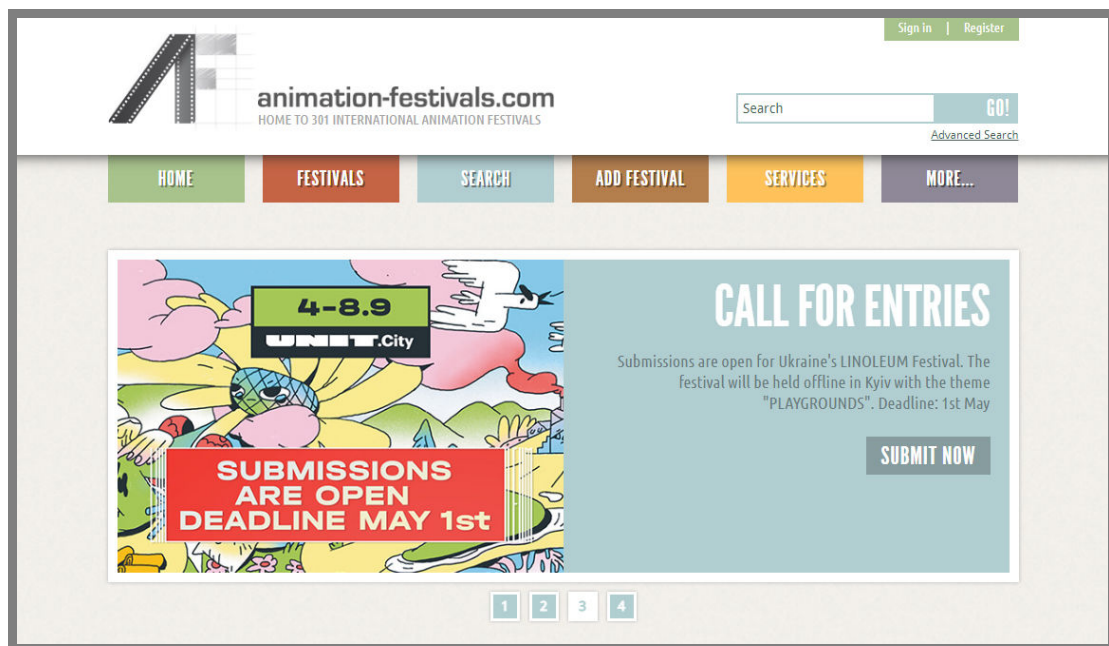 Sign in | Register
animation-festivals.com
HOME TO 301 INTERNATIONAL ANIMATION FESTIVALS
Search GO!
Advanced Search
HOME FESTIVALS SEARCH ADD FESTIVAL SERVICES MORE...
4-8.9
UNIT.City
SUBMISSIONS
ARE OPEN
DEADLINE MAY 1st
CALL FOR ENTRIES
Submissions are open for Ukraine's LINOLEUM Festival. The
festival will be held offline in Kyiv with the theme
"PLAYGROUNDS". Deadline: 1st May
SUBMIT NOW
1 2 3 4